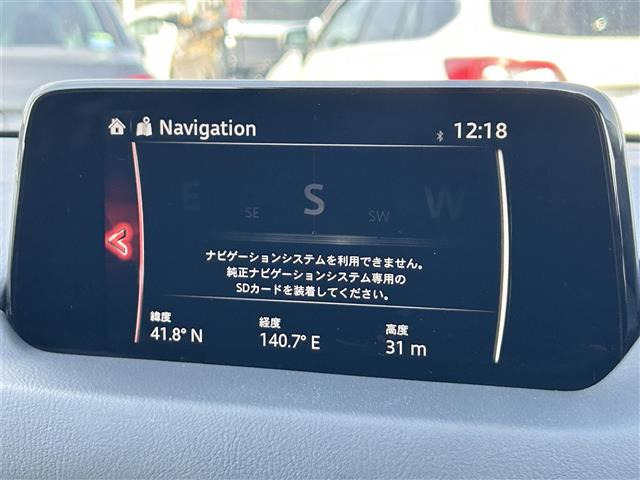 Navigation
12:18
E SE S SW W
ナビゲーションシステムを利用できません。
純正ナビゲーションシステム専用の
SDカードを装着してください。
緯度 経度 高度
41.8° N 140.7° E 31 m